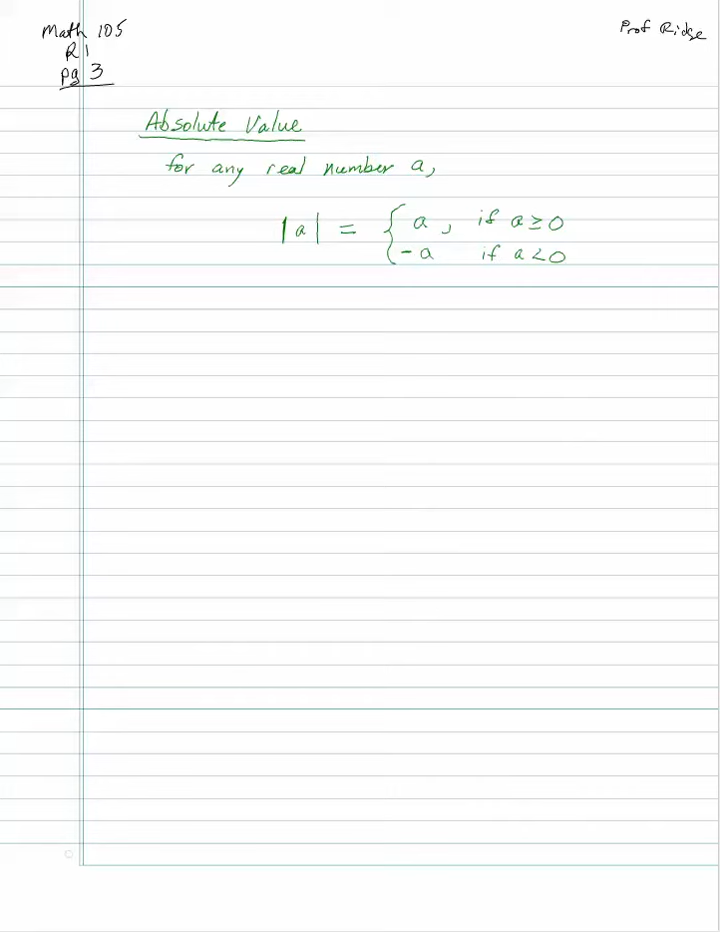 Math 105
R1
pg 3
Prof Ridge
Absolute Value
for any real number a,
|a| = { a, if a ≥ 0
-a if a < 0